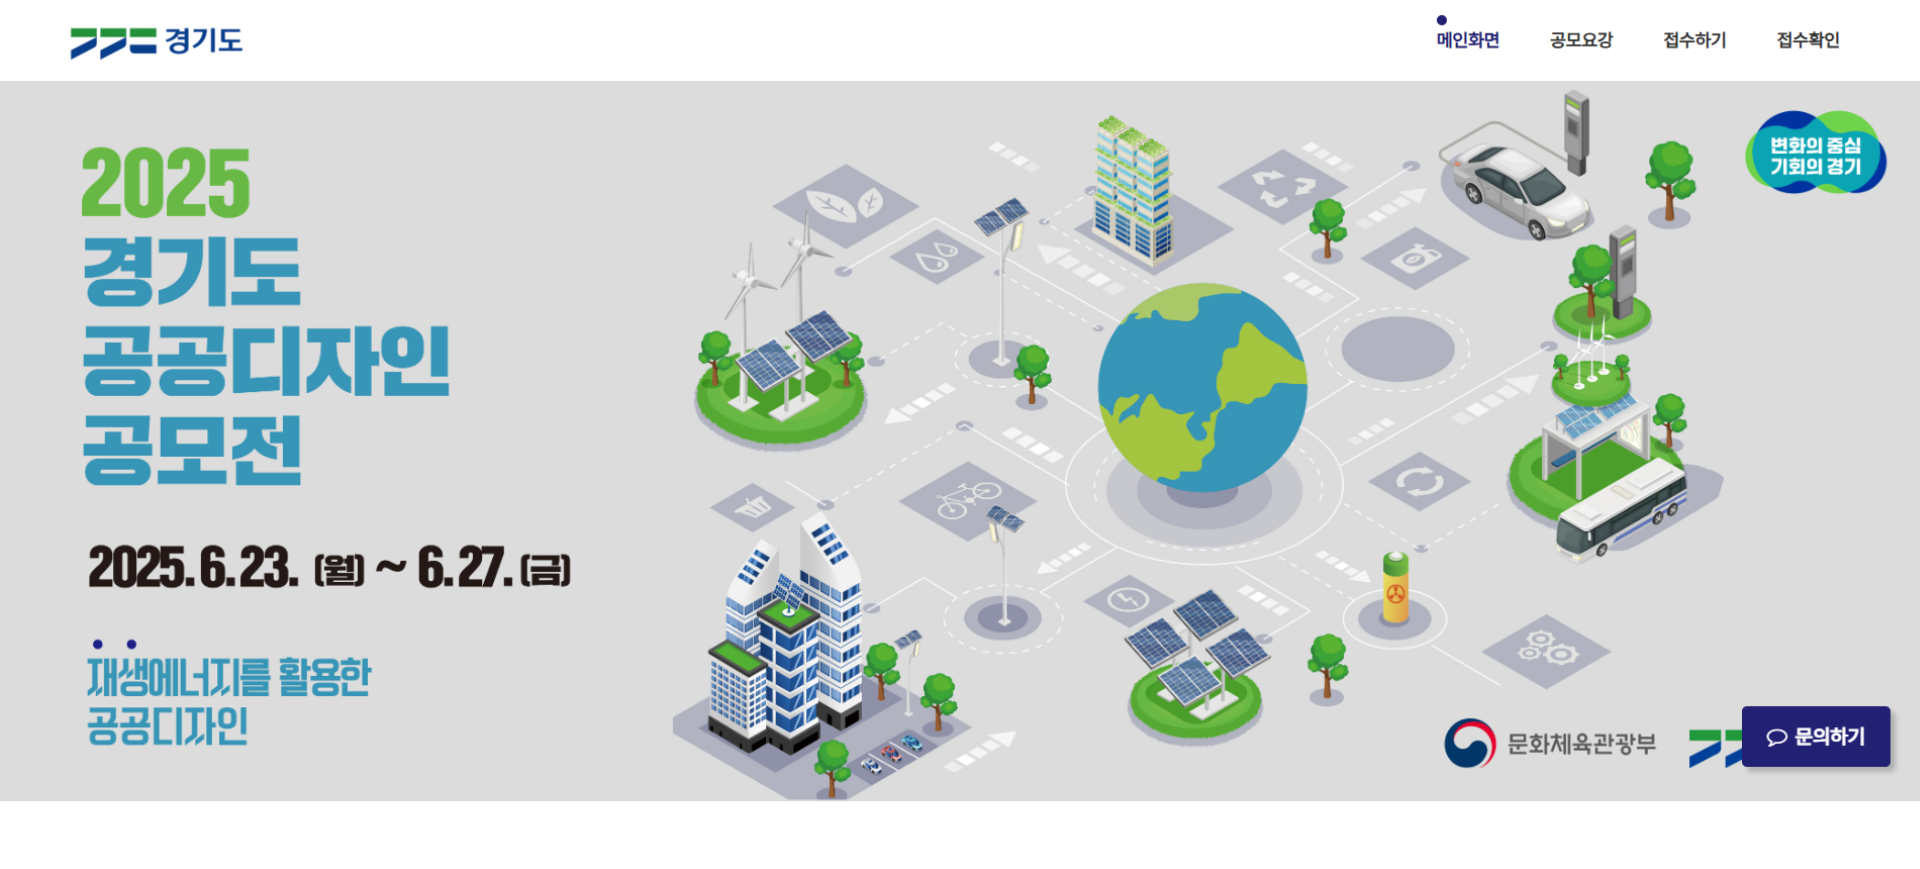 경기도
메인화면 공모요강 접수하기 접수확인
변화의 중심
기회의 경기
2025
경기도
공공디자인
공모전
2025. 6. 23. (월) ~ 6. 27. (금)
재생에너지를 활용한
공공디자인
문화체육관광부
문의하기